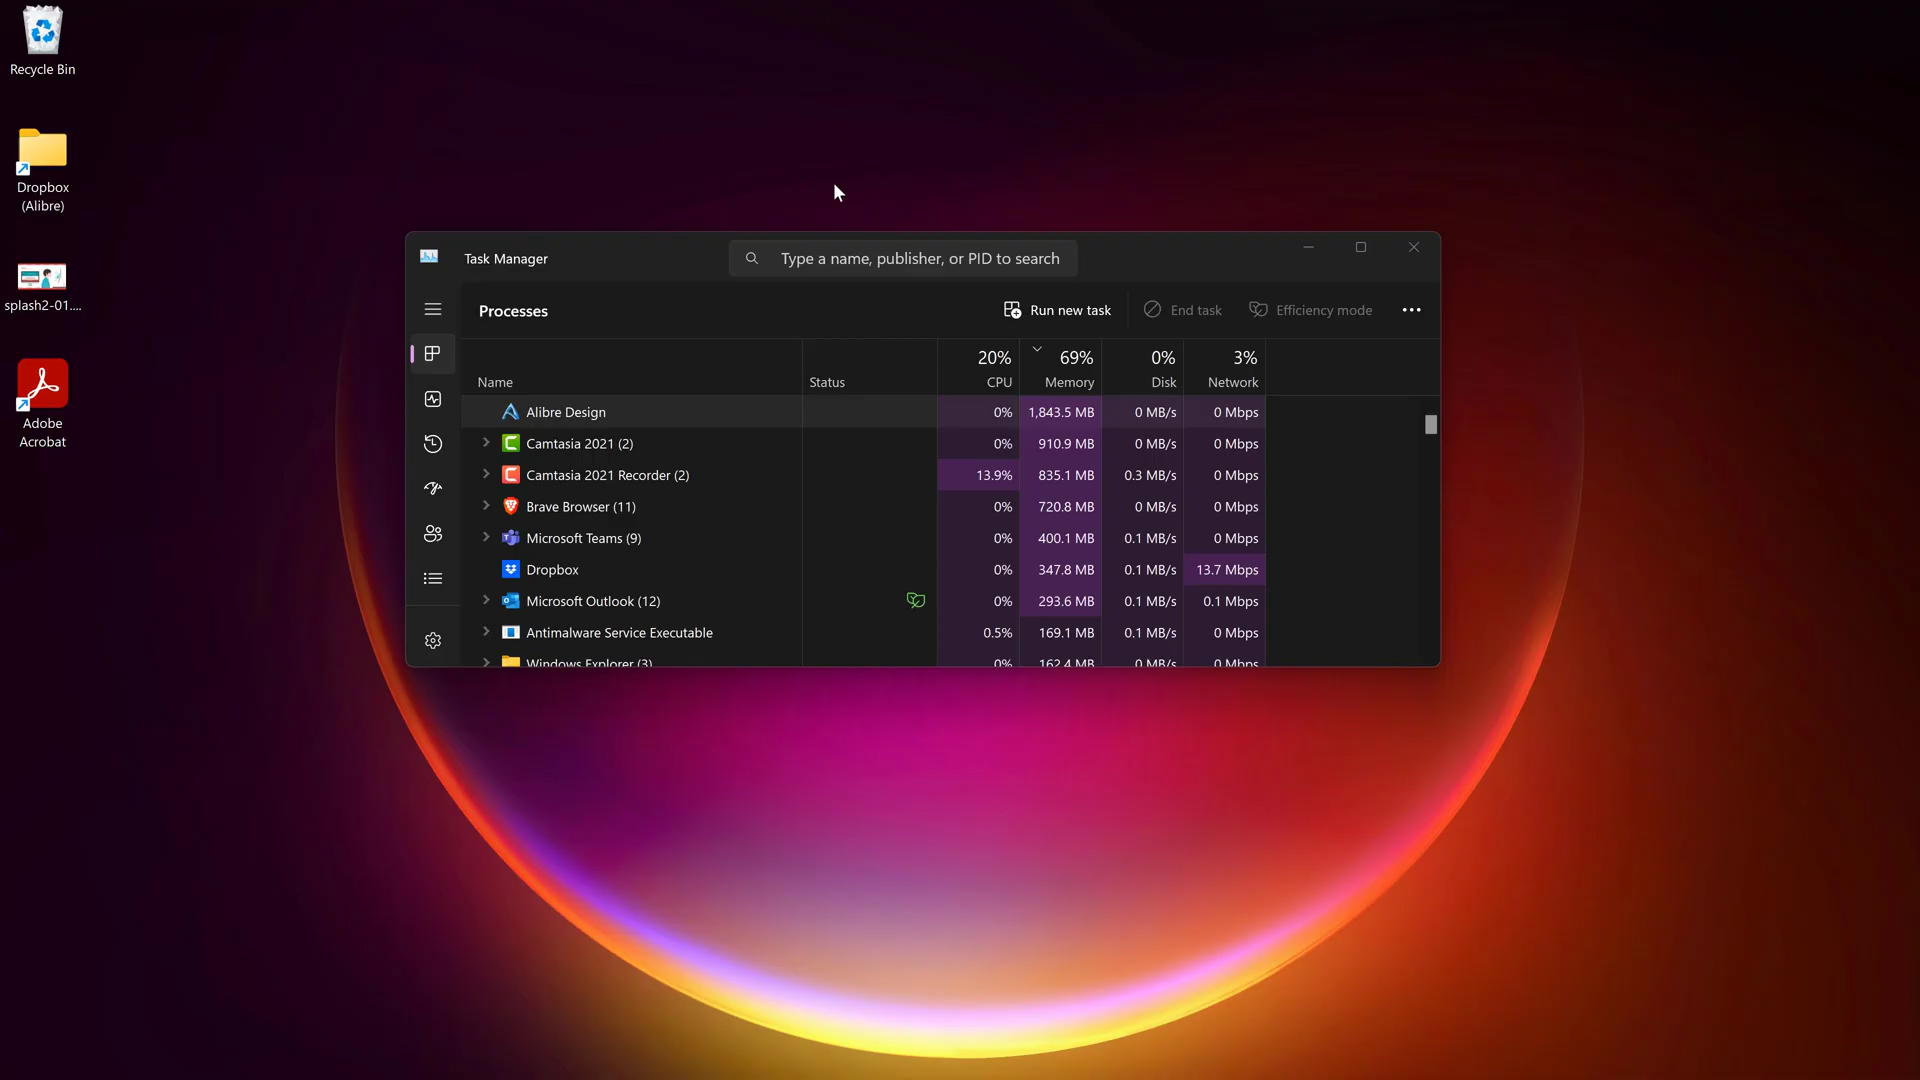 Recycle Bin
Dropbox
(Alibre)
splash2-01....
Adobe
Acrobat
Task Manager
Type a name, publisher, or PID to search
Processes
Run new task
End task
Efficiency mode
20% 69% 0% 3%
Name Status CPU Memory Disk Network
Alibre Design 0% 1,843.5 MB 0 MB/s 0 Mbps
Camtasia 2021 (2) 0% 910.9 MB 0 MB/s 0 Mbps
Camtasia 2021 Recorder (2) 13.9% 835.1 MB 0.3 MB/s 0 Mbps
Brave Browser (11) 0% 720.8 MB 0 MB/s 0 Mbps
Microsoft Teams (9) 0% 400.1 MB 0.1 MB/s 0 Mbps
Dropbox 0% 347.8 MB 0.1 MB/s 13.7 Mbps
Microsoft Outlook (12) 0% 293.6 MB 0.1 MB/s 0.1 Mbps
Antimalware Service Executable 0.5% 169.1 MB 0.1 MB/s 0 Mbps
Windows Explorer (3) 0% 162.4 MB 0 MB/s 0 Mbps